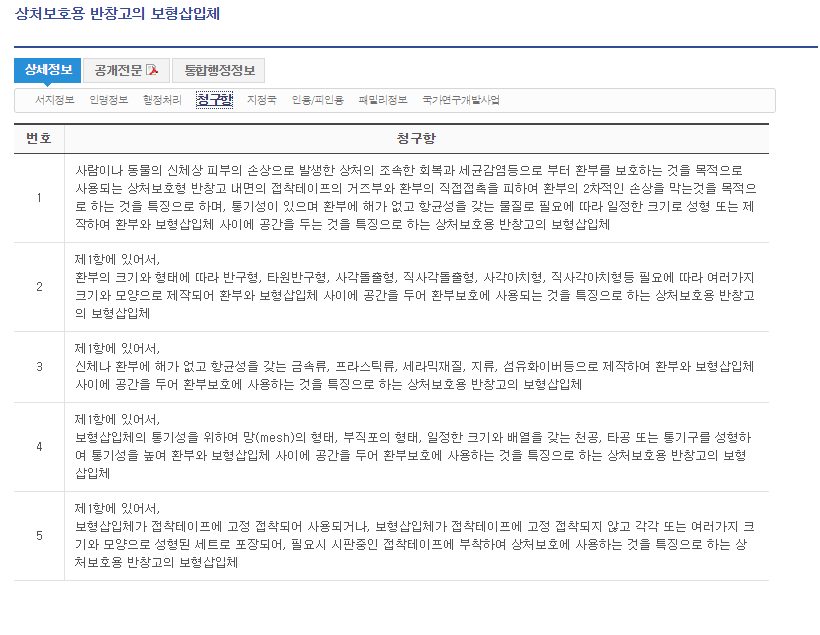 상처보호용 반창고의 보형삽입체
상세정보 공개전문 통합행정정보
서지정보 인명정보 행정처리 청구항 지정국 인용/피인용 패밀리정보 국가연구개발사업
번호 청구항
1
사람이나 동물의 신체상 피부의 손상으로 발생한 상처의 조속한 회복과 세균감염등으로 부터 환부를 보호하는 것을 목적으로
사용되는 상처보호형 반창고 내면의 접착테이프의 거즈부와 환부의 직접접촉을 피하여 환부의 2차적인 손상을 막는것을 목적으
로 하는 것을 특징으로 하며, 통기성이 있으며 환부에 해가 없고 항균성을 갖는 물질로 필요에 따라 일정한 크기로 성형 또는 제
작하여 환부와 보형삽입체 사이에 공간을 두는 것을 특징으로 하는 상처보호용 반창고의 보형삽입체
2
제1항에 있어서,
환부의 크기와 형태에 따라 반구형, 타원반구형, 사각돌출형, 직사각돌출형, 사각아치형, 직사각아치형등 필요에 따라 여러가지
크기와 모양으로 제작되어 환부와 보형삽입체 사이에 공간을 두어 환부보호에 사용되는 것을 특징으로 하는 상처보호용 반창고
의 보형삽입체
3
제1항에 있어서,
신체나 환부에 해가 없고 항균성을 갖는 금속류, 프라스틱류, 세라믹재질, 지류, 섬유화이버등으로 제작하여 환부와 보형삽입체
사이에 공간을 두어 환부보호에 사용하는 것을 특징으로 하는 상처보호용 반창고의 보형삽입체
4
제1항에 있어서,
보형삽입체의 통기성을 위하여 망(mesh)의 형태, 부직포의 형태, 일정한 크기와 배열을 갖는 천공, 타공 또는 통기구를 성형하
여 통기성을 높여 환부와 보형삽입체 사이에 공간을 두어 환부보호에 사용하는 것을 특징으로 하는 상처보호용 반창고의 보형
삽입체
5
제1항에 있어서,
보형삽입체가 접착테이프에 고정 접착되어 사용되거나, 보형삽입체가 접착테이프에 고정 접착되지 않고 각각 또는 여러가지 크
기와 모양으로 성형된 세트로 포장되어, 필요시 시판중인 접착테이프에 부착하여 상처보호에 사용하는 것을 특징으로 하는 상
처보호용 반창고의 보형삽입체